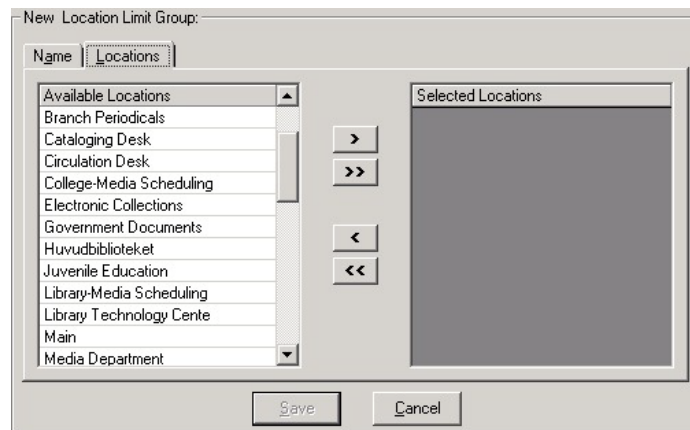 New Location Limit Group:
Name
Locations
Available Locations
Branch Periodicals
Cataloging Desk
Circulation Desk
College-Media Scheduling
Electronic Collections
Government Documents
Huvudbiblioteket
Juvenile Education
Library-Media Scheduling
Library Technology Cente
Main
Media Department
>
>>
<
<<
Selected Locations
Save
Cancel